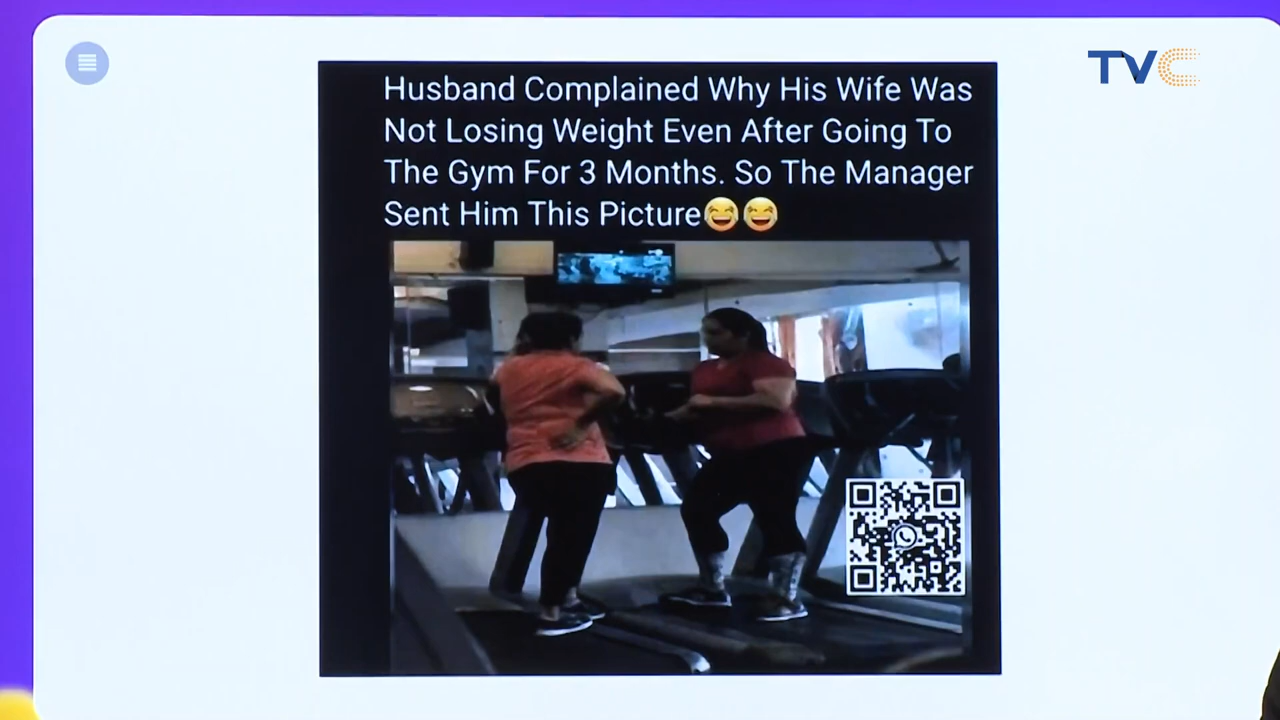 TVC
Husband Complained Why His Wife Was
Not Losing Weight Even After Going To
The Gym For 3 Months. So The Manager
Sent Him This Picture😂😂